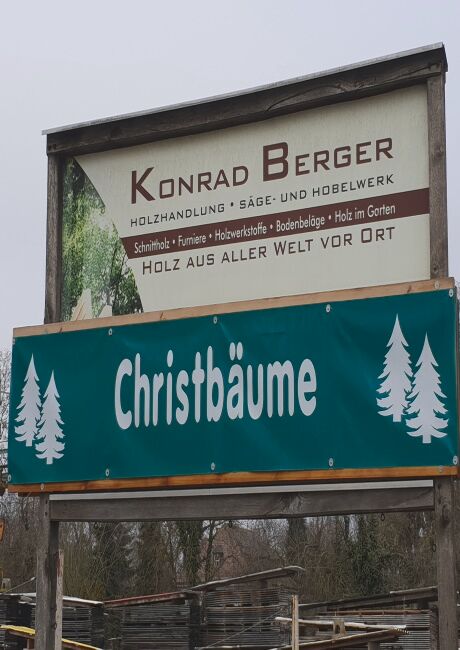 KONRAD BERGER
HOLZHANDLUNG • SÄGE- UND HOBELWERK
Schnittholz • Furniere • Holzwerkstoffe • Bodenbeläge • Holz im Garten
HOLZ AUS ALLER WELT VOR ORT
Christbäume